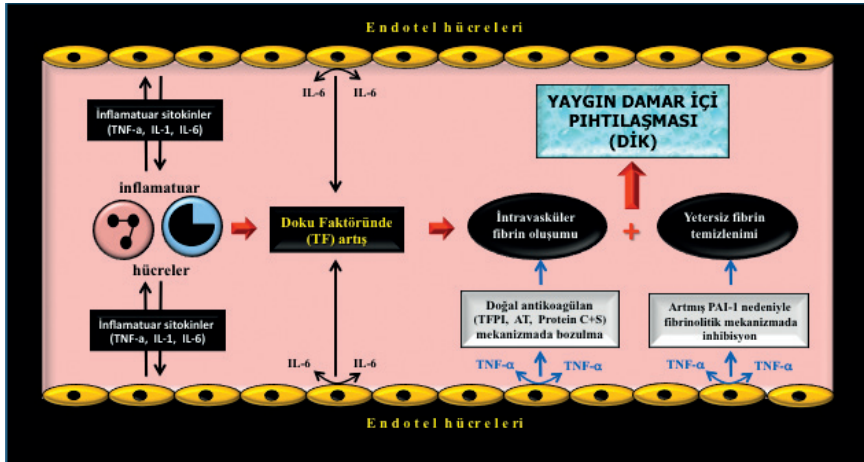 Endotel hücreleri
IL-6
IL-6
İnflamatuar sitokinler
(TNF-a, IL-1, IL-6)
YAYGIN DAMAR İÇİ
PIHTILAŞMASI
(DİK)
inflamatuar
hücreler
Doku Faktöründe
(TF) artış
İntravasküler
fibrin oluşumu
+
Yetersiz fibrin
temizlenimi
İnflamatuar sitokinler
(TNF-a, IL-1, IL-6)
Doğal antikoagülan
(TFPI, AT, Protein C+S)
mekanizmada bozulma
Artmış PAI-1 nedeniyle
fibrinolitik mekanizmada
inhibisyon
IL-6
IL-6
TNF-α
TNF-α
TNF-α
TNF-α
Endotel hücreleri